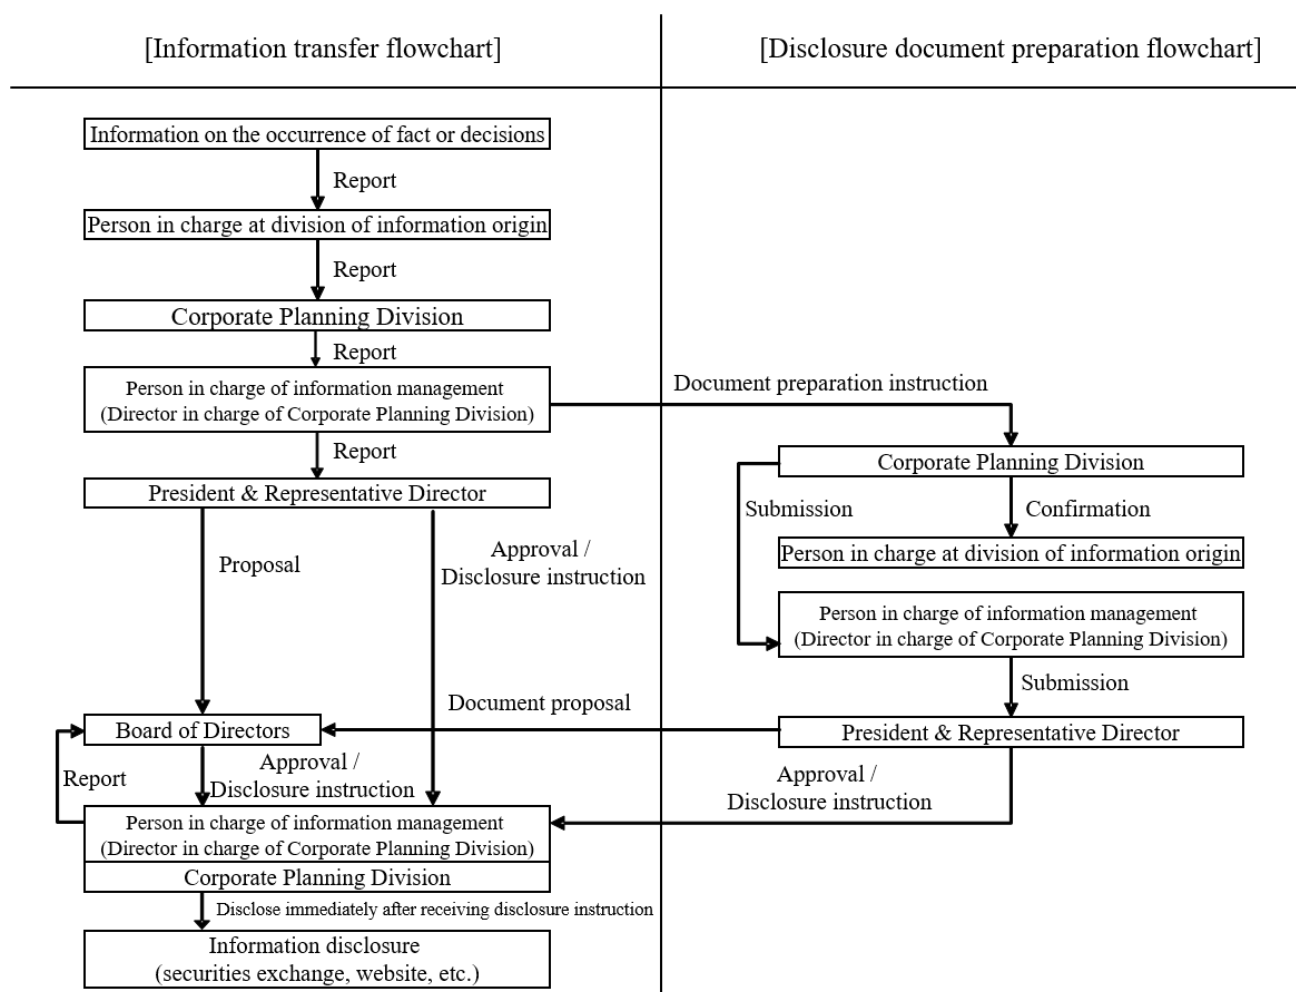 [Information transfer flowchart]
[Disclosure document preparation flowchart]
Information on the occurrence of fact or decisions
Report
Person in charge at division of information origin
Report
Corporate Planning Division
Report
Person in charge of information management
(Director in charge of Corporate Planning Division)
Document preparation instruction
Report
President & Representative Director
Corporate Planning Division
Submission
Confirmation
Person in charge at division of information origin
Proposal
Approval /
Disclosure instruction
Person in charge of information management
(Director in charge of Corporate Planning Division)
Submission
Document proposal
Board of Directors
President & Representative Director
Report
Approval /
Disclosure instruction
Approval /
Disclosure instruction
Person in charge of information management
(Director in charge of Corporate Planning Division)
Corporate Planning Division
Disclose immediately after receiving disclosure instruction
Information disclosure
(securities exchange, website, etc.)